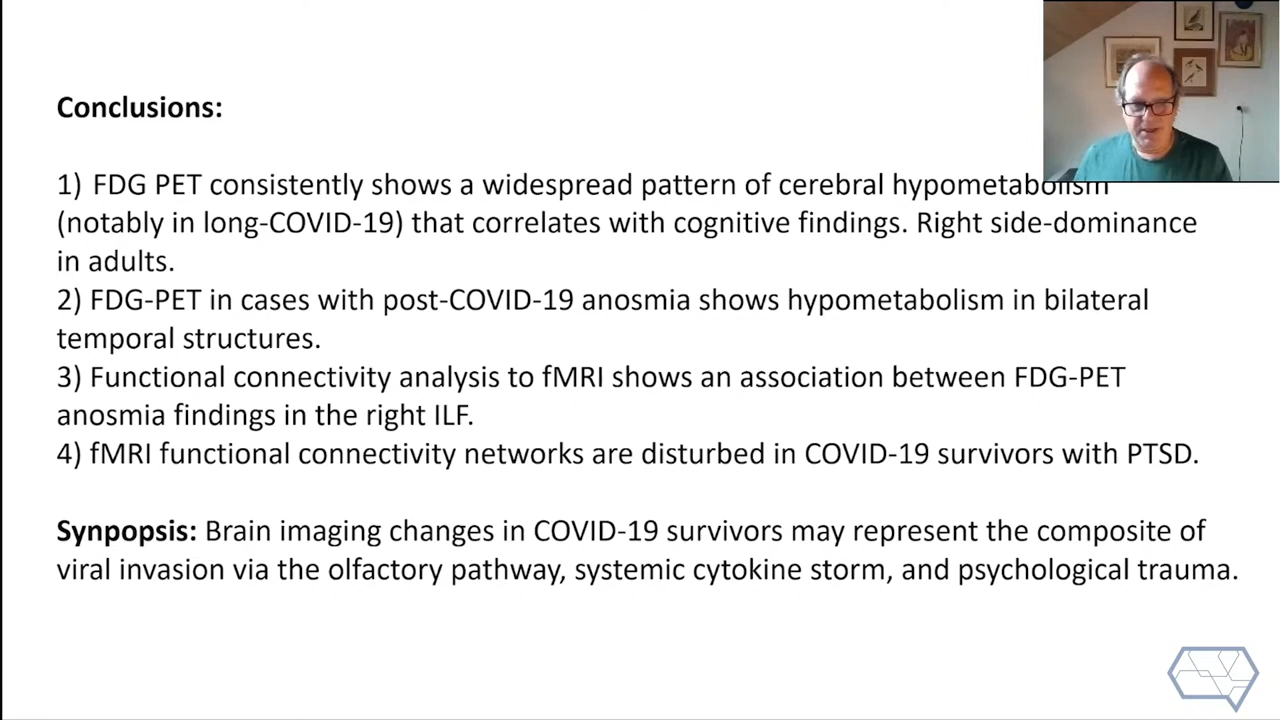 Conclusions:
1) FDG PET consistently shows a widespread pattern of cerebral hypometabolism
(notably in long-COVID-19) that correlates with cognitive findings. Right side-dominance
in adults.
2) FDG-PET in cases with post-COVID-19 anosmia shows hypometabolism in bilateral
temporal structures.
3) Functional connectivity analysis to fMRI shows an association between FDG-PET
anosmia findings in the right ILF.
4) fMRI functional connectivity networks are disturbed in COVID-19 survivors with PTSD.
Synpopsis: Brain imaging changes in COVID-19 survivors may represent the composite of
viral invasion via the olfactory pathway, systemic cytokine storm, and psychological trauma.